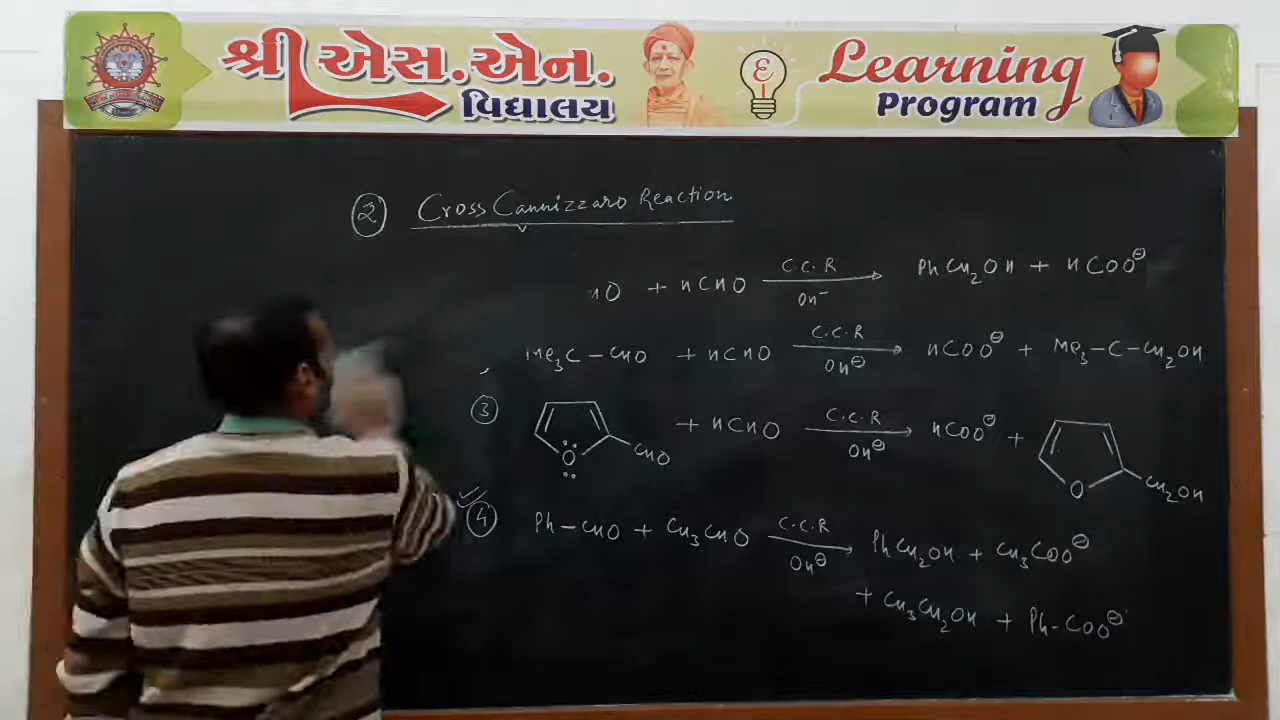 શ્રી એસ.એન.
વિદ્યાલય
Learning
Program
② Cross Cannizzaro Reaction
O + HCHO C.C.R OH⁻ PhCH₂OH + HCOO⊖
Me₃C–CHO + HCHO C.C.R OH⊖ HCOO⊖ + Me₃–C–CH₂OH
③ O CHO + HCHO C.C.R OH⊖ HCOO⊖ + O CH₂OH
④ Ph–CHO + CH₃CHO C.C.R OH⊖ PhCH₂OH + CH₃COO⊖
+ CH₃CH₂OH + Ph–COO⊖